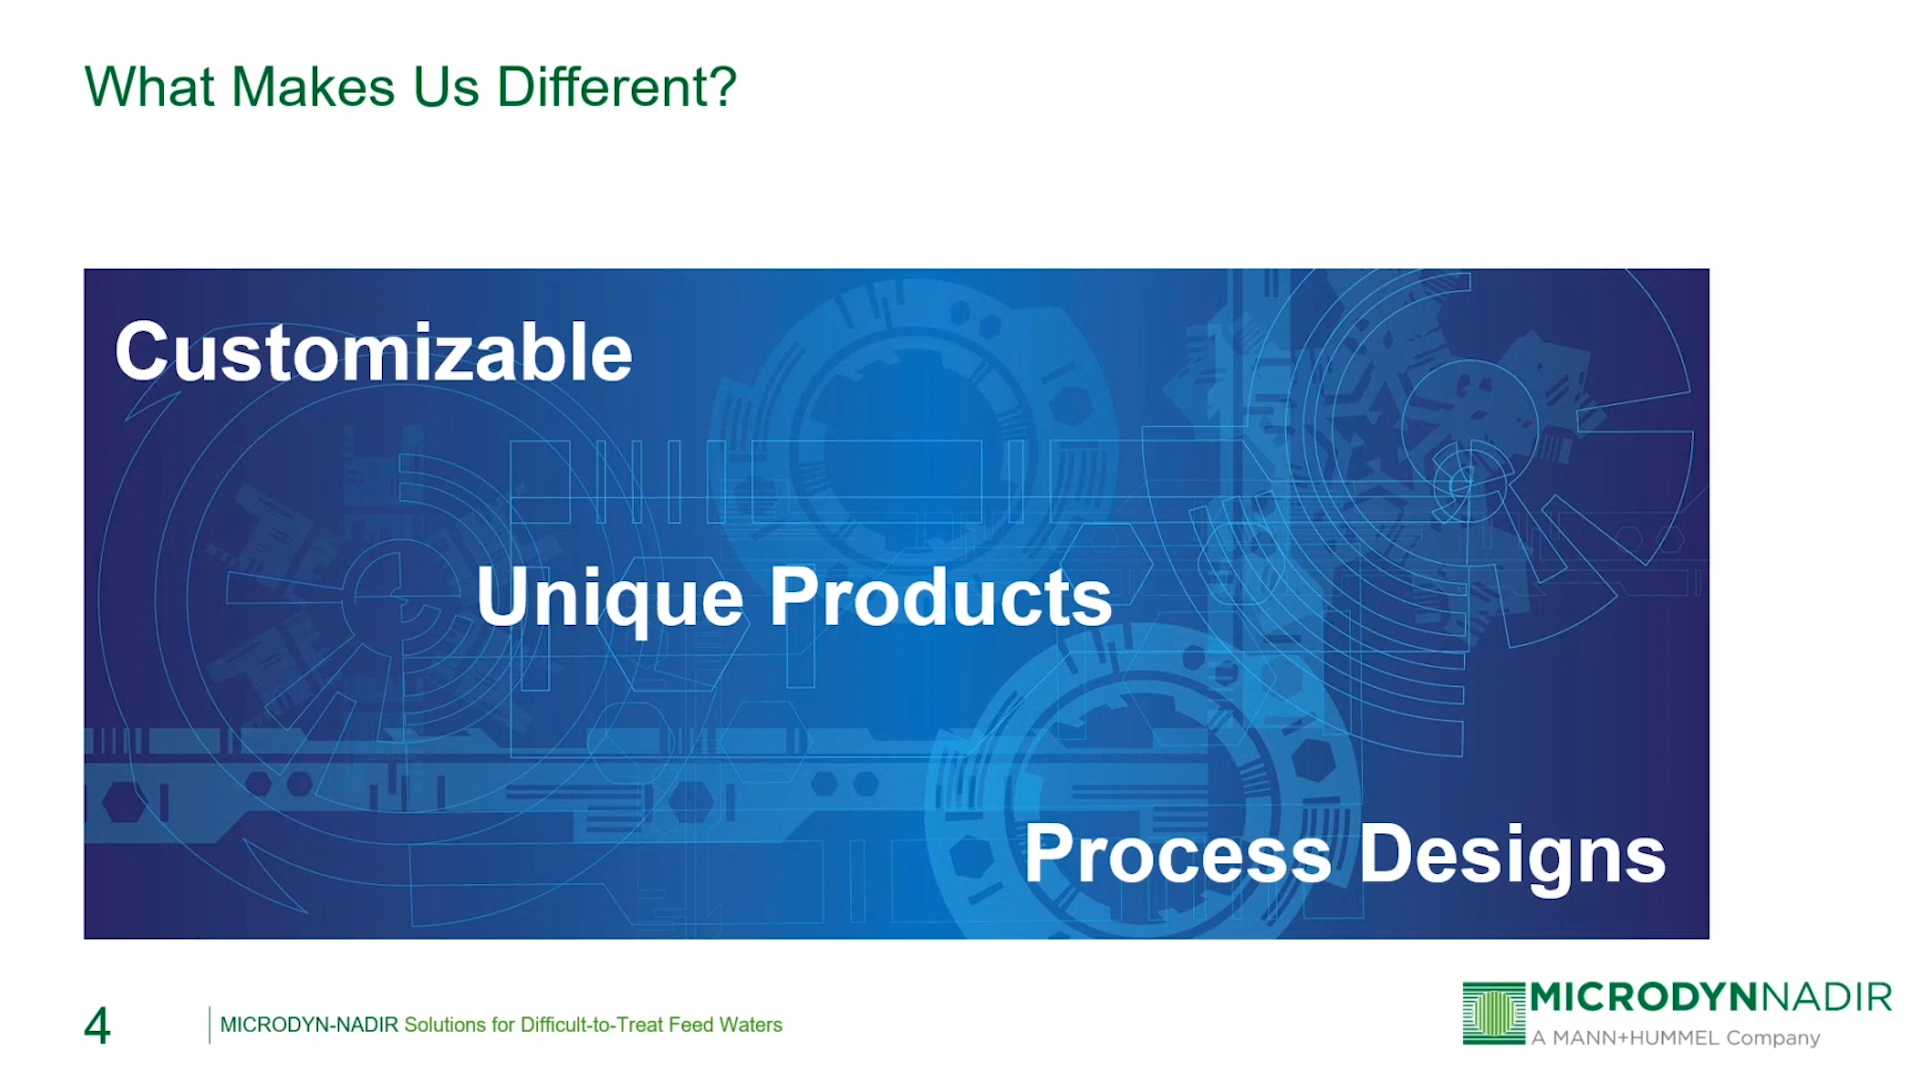 What Makes Us Different?
Customizable
Unique Products
Process Designs
4
MICRODYN-NADIR Solutions for Difficult-to-Treat Feed Waters
MICRODYNNADIR
A MANN+HUMMEL Company